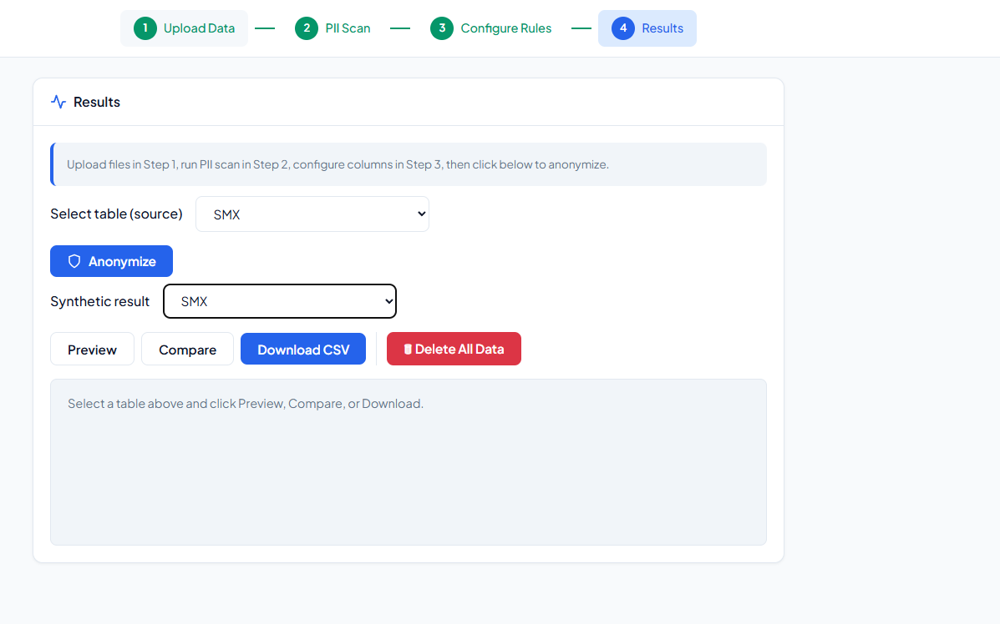 1 Upload Data 2 PII Scan 3 Configure Rules 4 Results
Results
Upload files in Step 1, run PII scan in Step 2, configure columns in Step 3, then click below to anonymize.
Select table (source) SMX
Anonymize
Synthetic result SMX
Preview Compare Download CSV Delete All Data
Select a table above and click Preview, Compare, or Download.